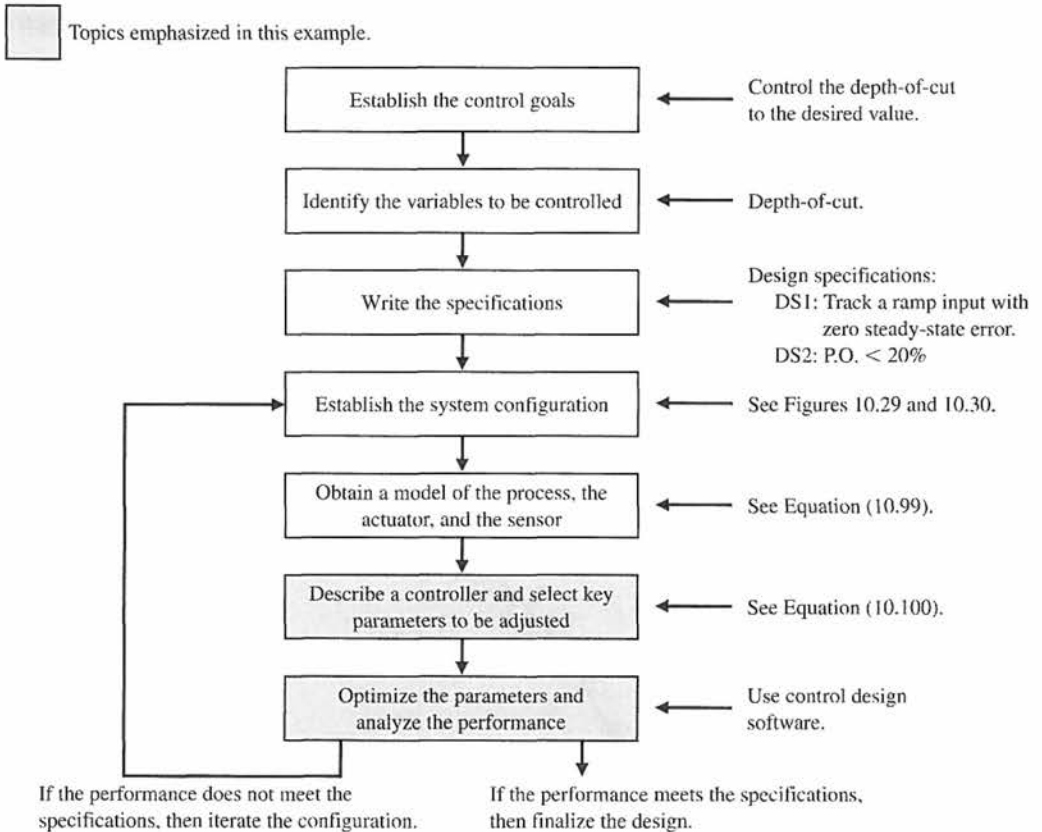 Topics emphasized in this example.
Establish the control goals
Control the depth-of-cut
to the desired value.
Identify the variables to be controlled
Depth-of-cut.
Write the specifications
Design specifications:
DS1: Track a ramp input with
zero steady-state error.
DS2: P.O. < 20%
Establish the system configuration
See Figures 10.29 and 10.30.
Obtain a model of the process, the
actuator, and the sensor
See Equation (10.99).
Describe a controller and select key
parameters to be adjusted
See Equation (10.100).
Optimize the parameters and
analyze the performance
Use control design
software.
If the performance does not meet the
specifications, then iterate the configuration.
If the performance meets the specifications,
then finalize the design.